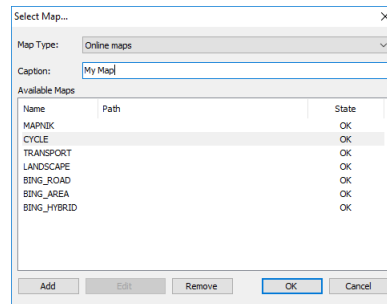 Select Map...
Map Type: Online maps
Caption: My Map
Available Maps
Name Path State
MAPNIK OK
CYCLE OK
TRANSPORT OK
LANDSCAPE OK
BING_ROAD OK
BING_AREA OK
BING_HYBRID OK
Add Edit Remove OK Cancel